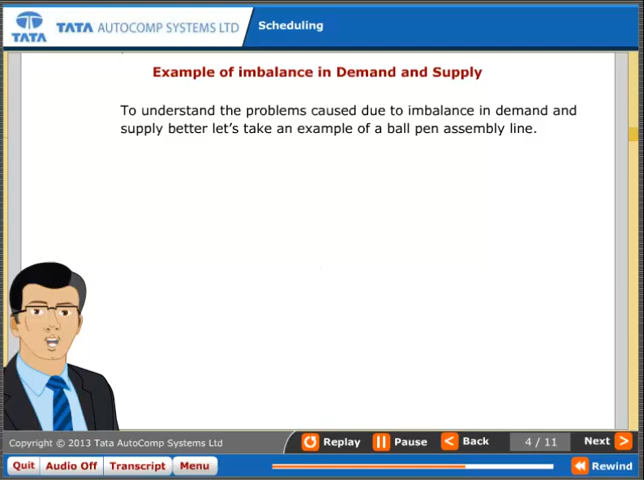 TATA
TATA AUTOCOMP SYSTEMS LTD
Scheduling
Example of imbalance in Demand and Supply
To understand the problems caused due to imbalance in demand and
supply better let's take an example of a ball pen assembly line.
Copyright © 2013 Tata AutoComp Systems Ltd
Replay
Pause
< Back
4 / 11
Next >
Quit
Audio Off
Transcript
Menu
Rewind